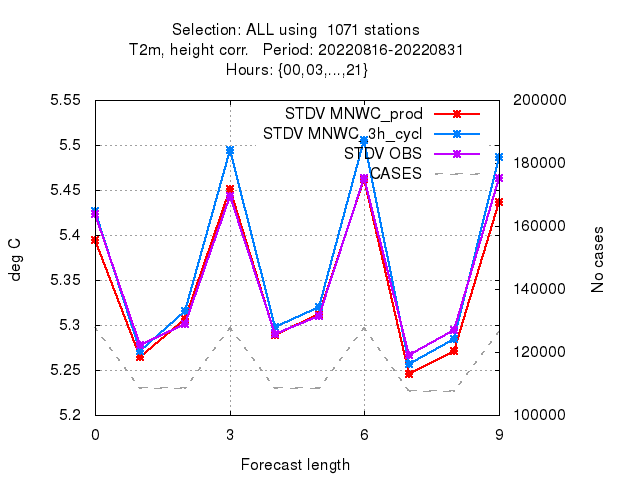 Selection: ALL using  1071 stations
T2m, height corr.   Period: 20220816-20220831
Hours: {00,03,...,21}
STDV MNWC_prod
STDV MNWC_3h_cycl
STDV OBS
CASES
5.55
5.5
5.45
5.4
5.35
5.3
5.25
5.2
deg C
200000
180000
160000
140000
120000
100000
No cases
0 3 6 9
Forecast length